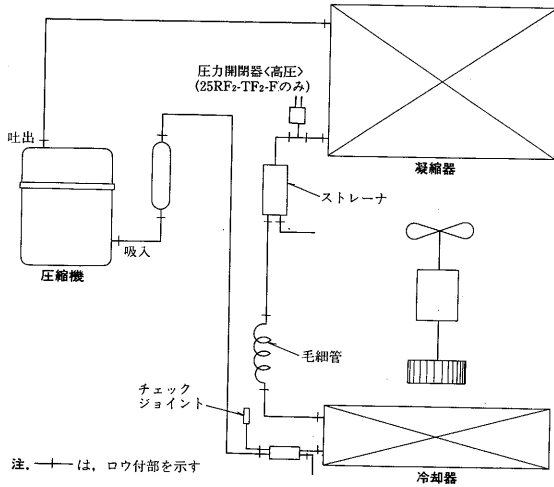 圧力開閉器<高圧>
(25RF₂-TF₂-Fのみ)
吐出
凝縮器
ストレーナ
吸入
圧縮機
毛細管
チェック
ジョイント
注. ─┼─ は, ロウ付部を示す
冷却器